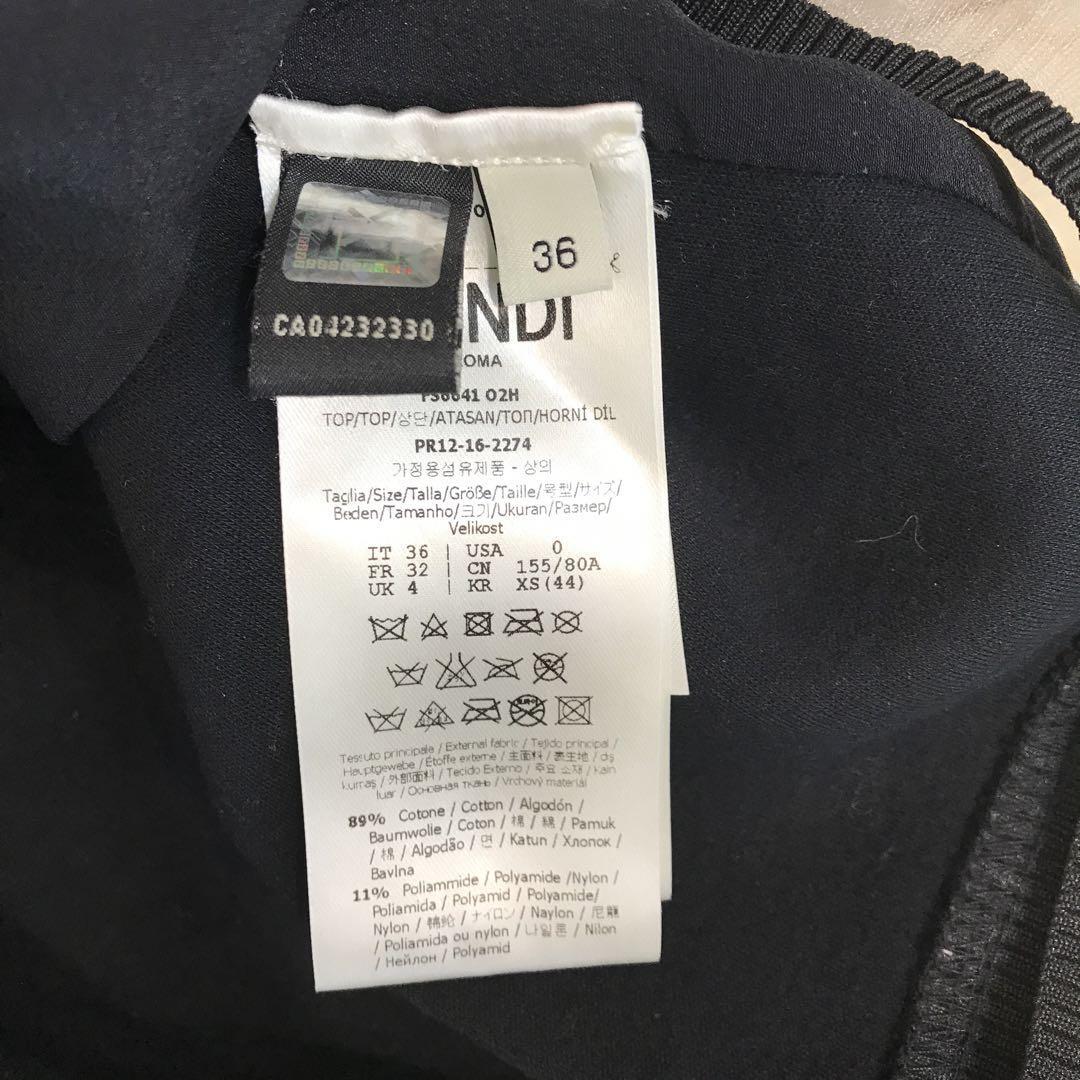 36
CA04232330
NDI
OMA
FS6641 O2H
TOP/TOP/상단/ATASAN/ТОП/HORNÍ DÍL
PR12-16-2274
가정용섬유제품 - 상의
Taglia/Size/Talla/Größe/Taille/号型/サイズ/
Beden/Tamanho/크기/Ukuran/Размер/
Velikost
IT 36 | USA 0
FR 32 | CN 155/80A
UK 4 | KR XS(44)
Tessuto principale / External fabric / Tejido principal /
Hauptgewebe / Étoffe externe / 主面料 / 表生地 / dış
kumaş / 外部面料 / Tecido Externo / 주요 소재 / kain
luar / Основная ткань / Vrchový materiál
89% Cotone / Cotton / Algodón /
Baumwolle / Coton / 棉 / 綿 / Pamuk
/ 棉 / Algodão / 면 / Katun / Хлопок /
Bavlna
11% Poliammide / Polyamide /Nylon /
Poliamida / Polyamid / Polyamide/
Nylon / 锦纶 / ナイロン / Naylon / 尼龍
/ Poliamida ou nylon / 나일론 / Nilon
/ Нейлон / Polyamid